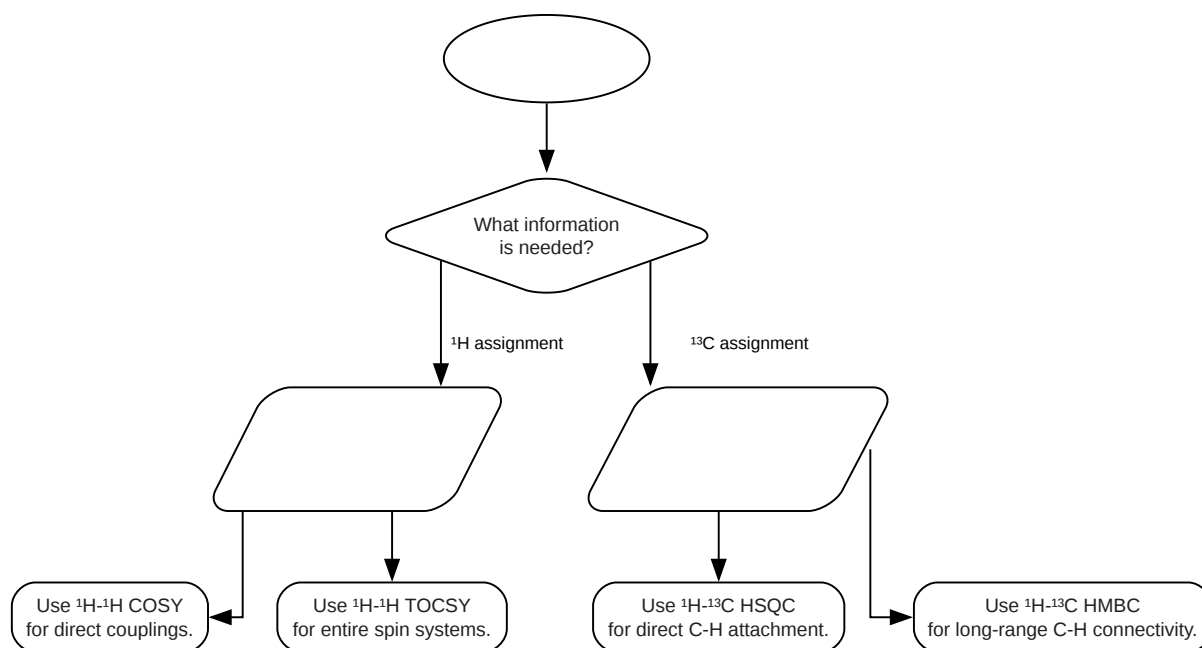 What information
is needed?
¹H assignment
¹³C assignment
Use ¹H-¹H COSY
for direct couplings.
Use ¹H-¹H TOCSY
for entire spin systems.
Use ¹H-¹³C HSQC
for direct C-H attachment.
Use ¹H-¹³C HMBC
for long-range C-H connectivity.